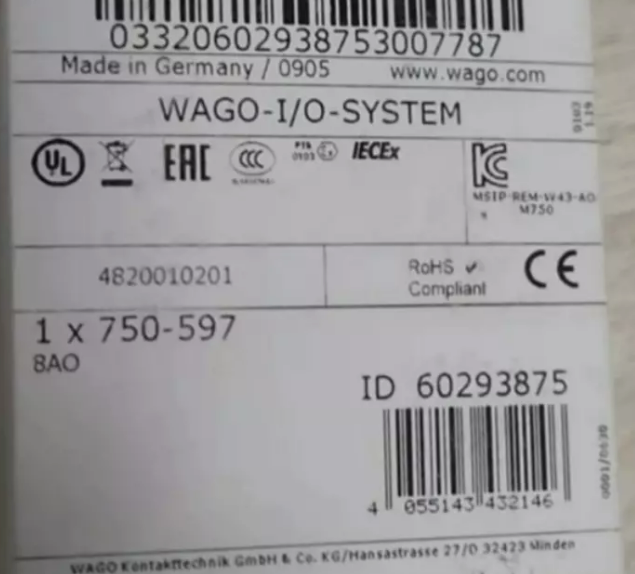 03320602938753007787
Made in Germany / 0905 www.wago.com
WAGO-I/O-SYSTEM
UL EAC CCC IECEx
MSIP-REM-W43-AO
M750
4820010201
RoHS ✔
Compliant
CE
1 x 750-597
8AO
ID 60293875
4 055143 432146
WAGO Kontakttechnik GmbH & Co. KG/Hansastrasse 27/D 32423 Minden